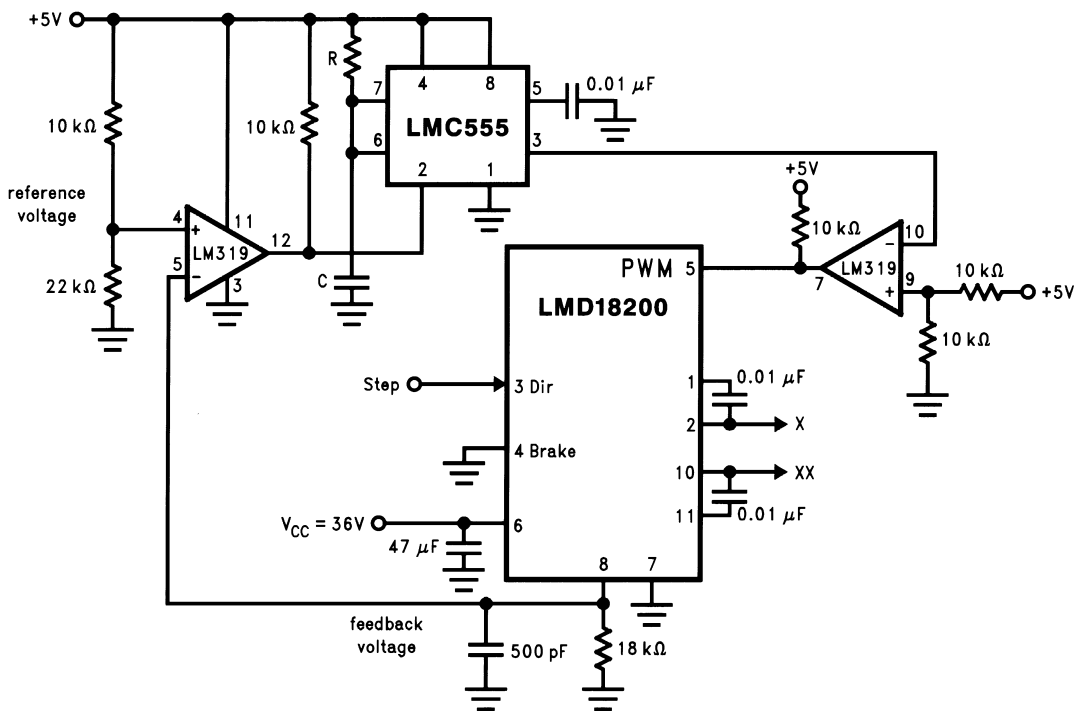 +5V
R
7
4
8
5
0.01 μF
10 kΩ
10 kΩ
LMC555
6
3
2
1
+5V
reference
voltage
10 kΩ
10
4
+
11
LM319
12
−
5
−
PWM 5
7
LM319
9
+
10 kΩ
+5V
22 kΩ
3
C
LMD18200
10 kΩ
Step
3 Dir
1
0.01 μF
2
X
4 Brake
10
XX
11
0.01 μF
VCC = 36V
6
47 μF
8
7
feedback
voltage
500 pF
18 kΩ